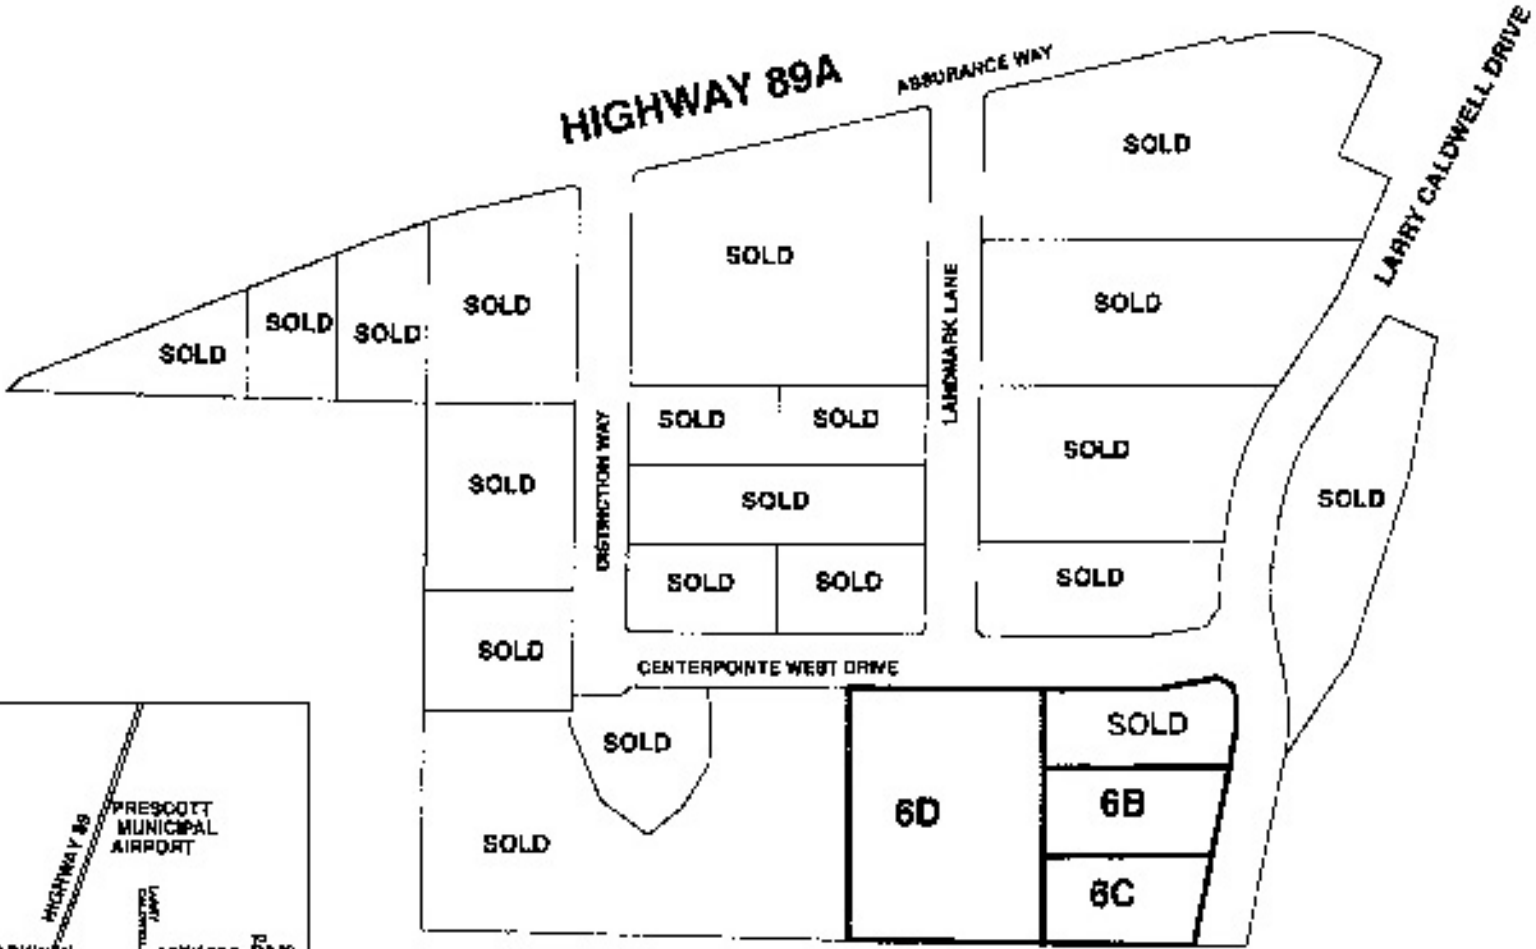 HIGHWAY 89A
ASSURANCE WAY
LARRY CALDWELL DRIVE
SOLD
SOLD
SOLD
SOLD
SOLD
SOLD
SOLD
SOLD
LANDMARK LANE
SOLD
SOLD
SOLD
SOLD
DISTINCTION WAY
SOLD
SOLD
SOLD
SOLD
SOLD
SOLD
SOLD
CENTERPOINTE WEST DRIVE
SOLD
SOLD
6D
6B
SOLD
6C
HIGHWAY 89
PRESCOTT
MUNICIPAL
AIRPORT